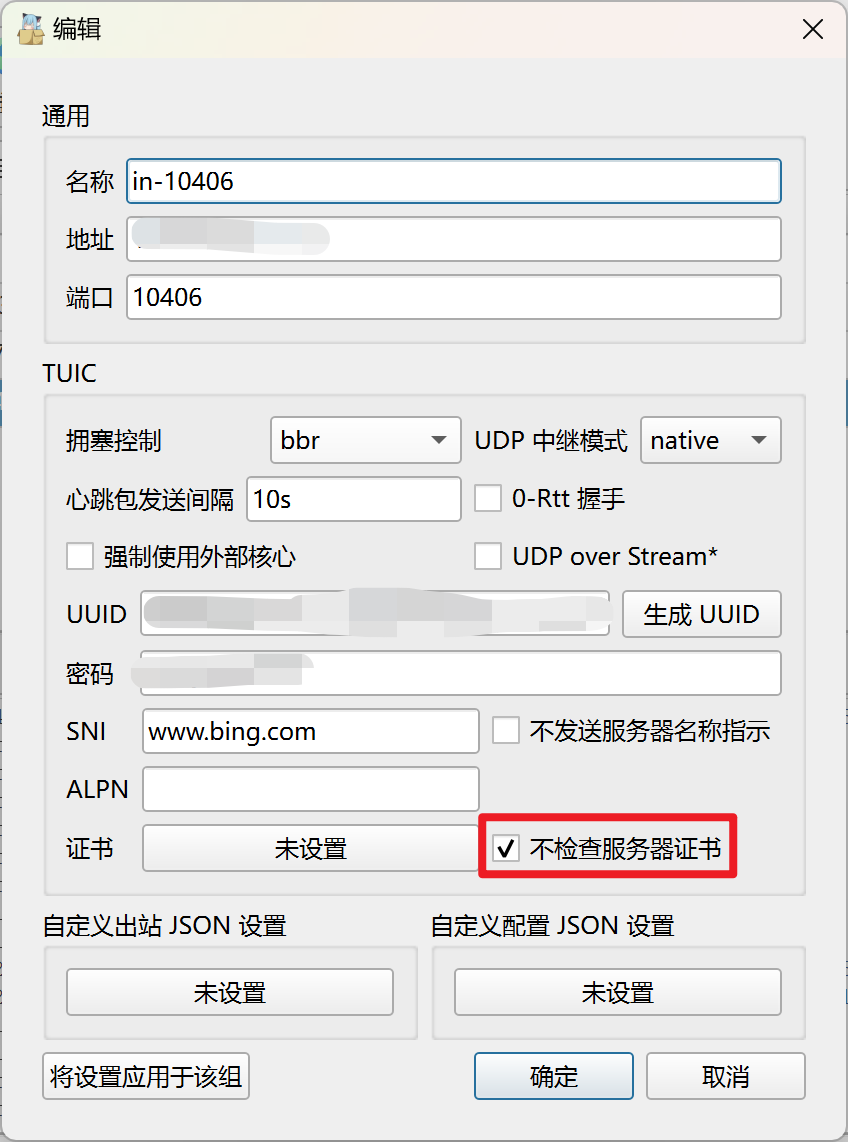 编辑
通用
名称 in-10406
地址
端口 10406
TUIC
拥塞控制 bbr UDP 中继模式 native
心跳包发送间隔 10s 0-Rtt 握手
强制使用外部核心 UDP over Stream*
UUID 生成 UUID
密码
SNI www.bing.com 不发送服务器名称指示
ALPN
证书 未设置 不检查服务器证书
自定义出站 JSON 设置 自定义配置 JSON 设置
未设置 未设置
将设置应用于该组 确定 取消